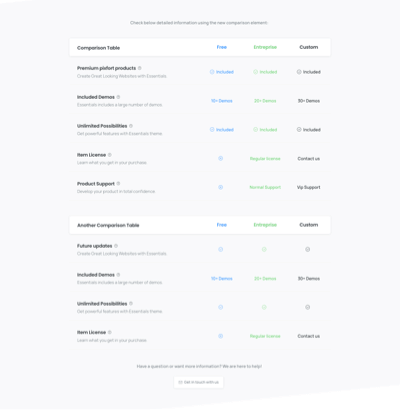 Check below detailed information using the new comparison element.
Comparison Table Free Enterprise Custom
Premium pixfort products Included Included Included
Create Great Looking Websites with Essentials.
Included Demos 10+ Demos 20+ Demos 30+ Demos
Essentials includes a large number of demos.
Unlimited Possibilities Included Included Included
Get powerful features with Essentials theme.
Item License Regular license Contact us
Learn what you get in your purchase.
Product Support Normal Support Vip Support
Develop your product in total confidence
Another Comparison Table Free Enterprise Custom
Future updates
Create Great Looking Websites with Essentials.
Included Demos 10+ Demos 20+ Demos 30+ Demos
Essentials includes a large number of demos.
Unlimited Possibilities
Get powerful features with Essentials theme.
Item License Regular license Contact us
Learn what you get in your purchase.
Have a question or want more information? We are here to help!
Get in touch with us